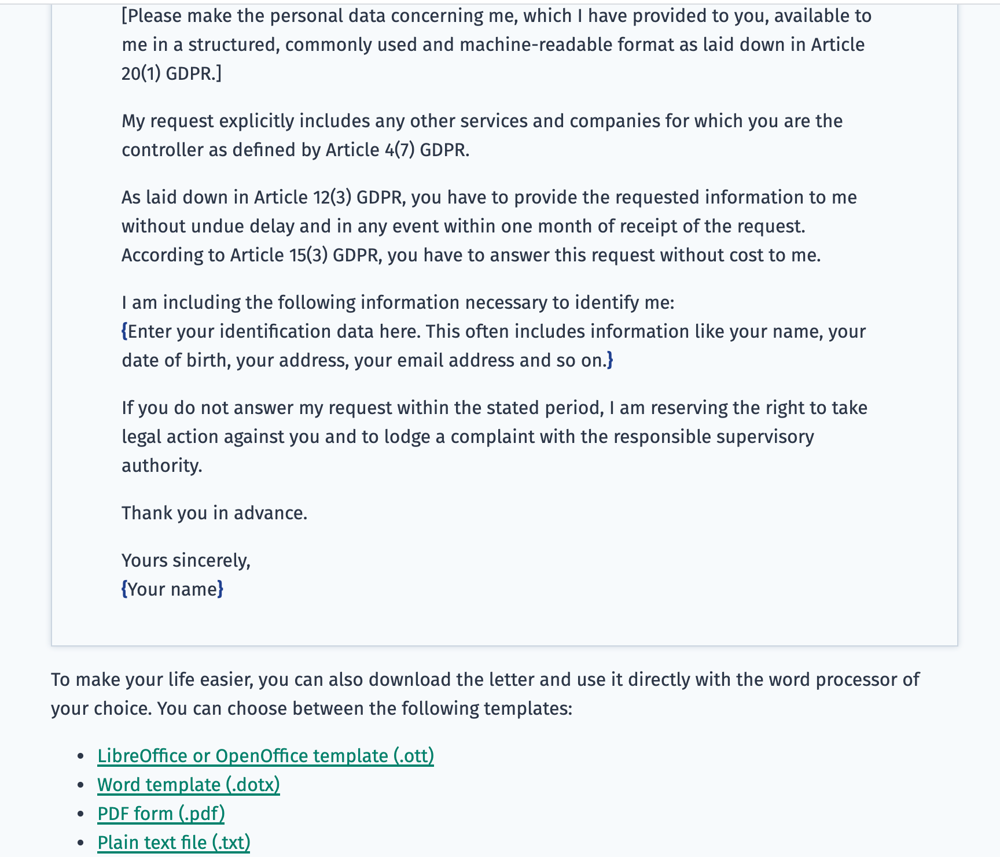 [Please make the personal data concerning me, which I have provided to you, available to
me in a structured, commonly used and machine-readable format as laid down in Article
20(1) GDPR.]
My request explicitly includes any other services and companies for which you are the
controller as defined by Article 4(7) GDPR.
As laid down in Article 12(3) GDPR, you have to provide the requested information to me
without undue delay and in any event within one month of receipt of the request.
According to Article 15(3) GDPR, you have to answer this request without cost to me.
I am including the following information necessary to identify me:
{Enter your identification data here. This often includes information like your name, your
date of birth, your address, your email address and so on.}
If you do not answer my request within the stated period, I am reserving the right to take
legal action against you and to lodge a complaint with the responsible supervisory
authority.
Thank you in advance.
Yours sincerely,
{Your name}
To make your life easier, you can also download the letter and use it directly with the word processor of
your choice. You can choose between the following templates:
• LibreOffice or OpenOffice template (.ott)
• Word template (.dotx)
• PDF form (.pdf)
• Plain text file (.txt)